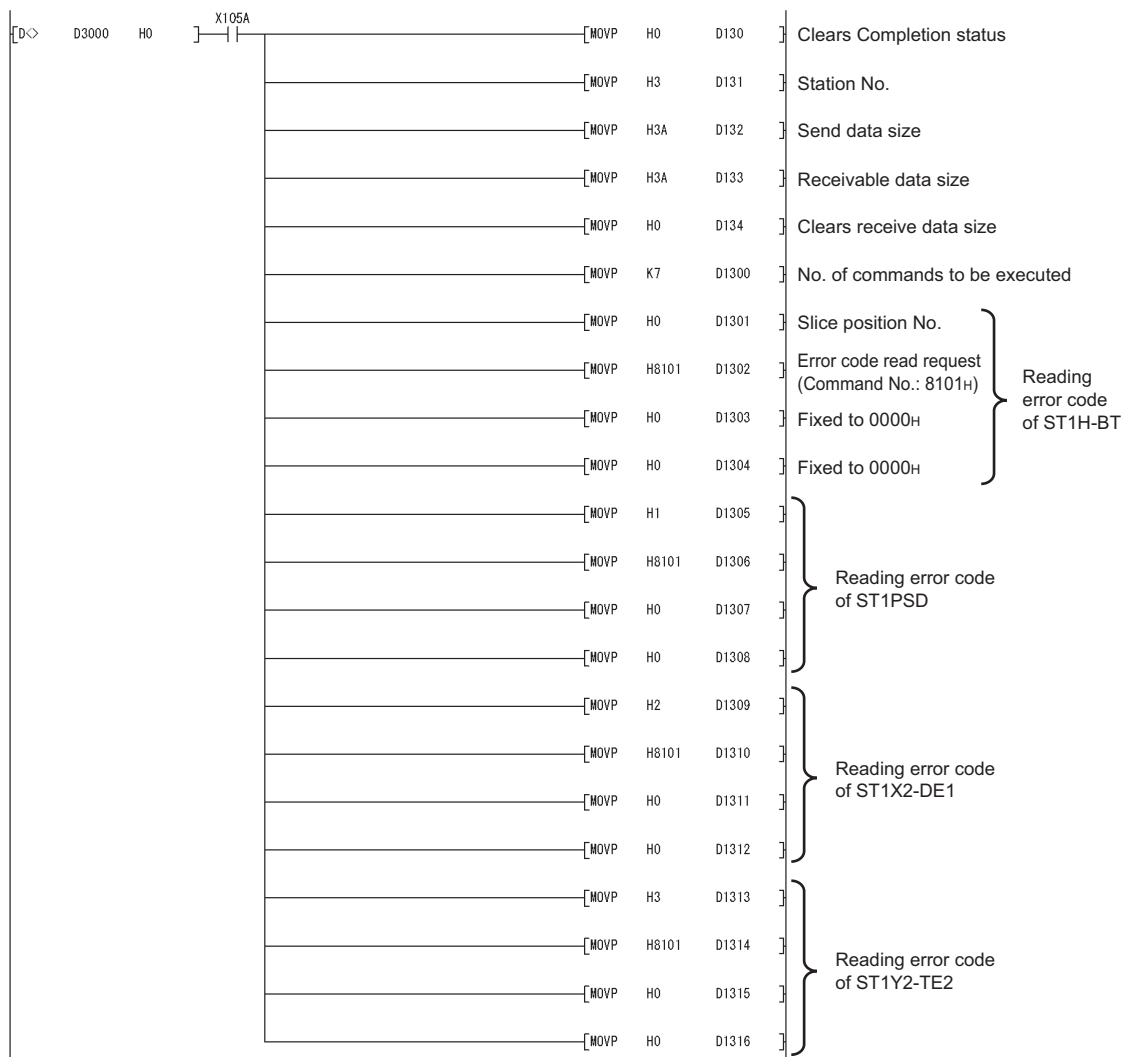 X105A
[D<> D3000 H0 ] [MOVP H0 D130 ] Clears Completion status
[MOVP H3 D131 ] Station No.
[MOVP H3A D132 ] Send data size
[MOVP H3A D133 ] Receivable data size
[MOVP H0 D134 ] Clears receive data size
[MOVP K7 D1300 ] No. of commands to be executed
[MOVP H0 D1301 ] Slice position No.
[MOVP H8101 D1302 ] Error code read request
(Command No.: 8101H)
Reading
error code
of ST1H-BT
[MOVP H0 D1303 ] Fixed to 0000H
[MOVP H0 D1304 ] Fixed to 0000H
[MOVP H1 D1305 ]
[MOVP H8101 D1306 ]
Reading error code
of ST1PSD
[MOVP H0 D1307 ]
[MOVP H0 D1308 ]
[MOVP H2 D1309 ]
[MOVP H8101 D1310 ]
Reading error code
of ST1X2-DE1
[MOVP H0 D1311 ]
[MOVP H0 D1312 ]
[MOVP H3 D1313 ]
[MOVP H8101 D1314 ]
Reading error code
of ST1Y2-TE2
[MOVP H0 D1315 ]
[MOVP H0 D1316 ]